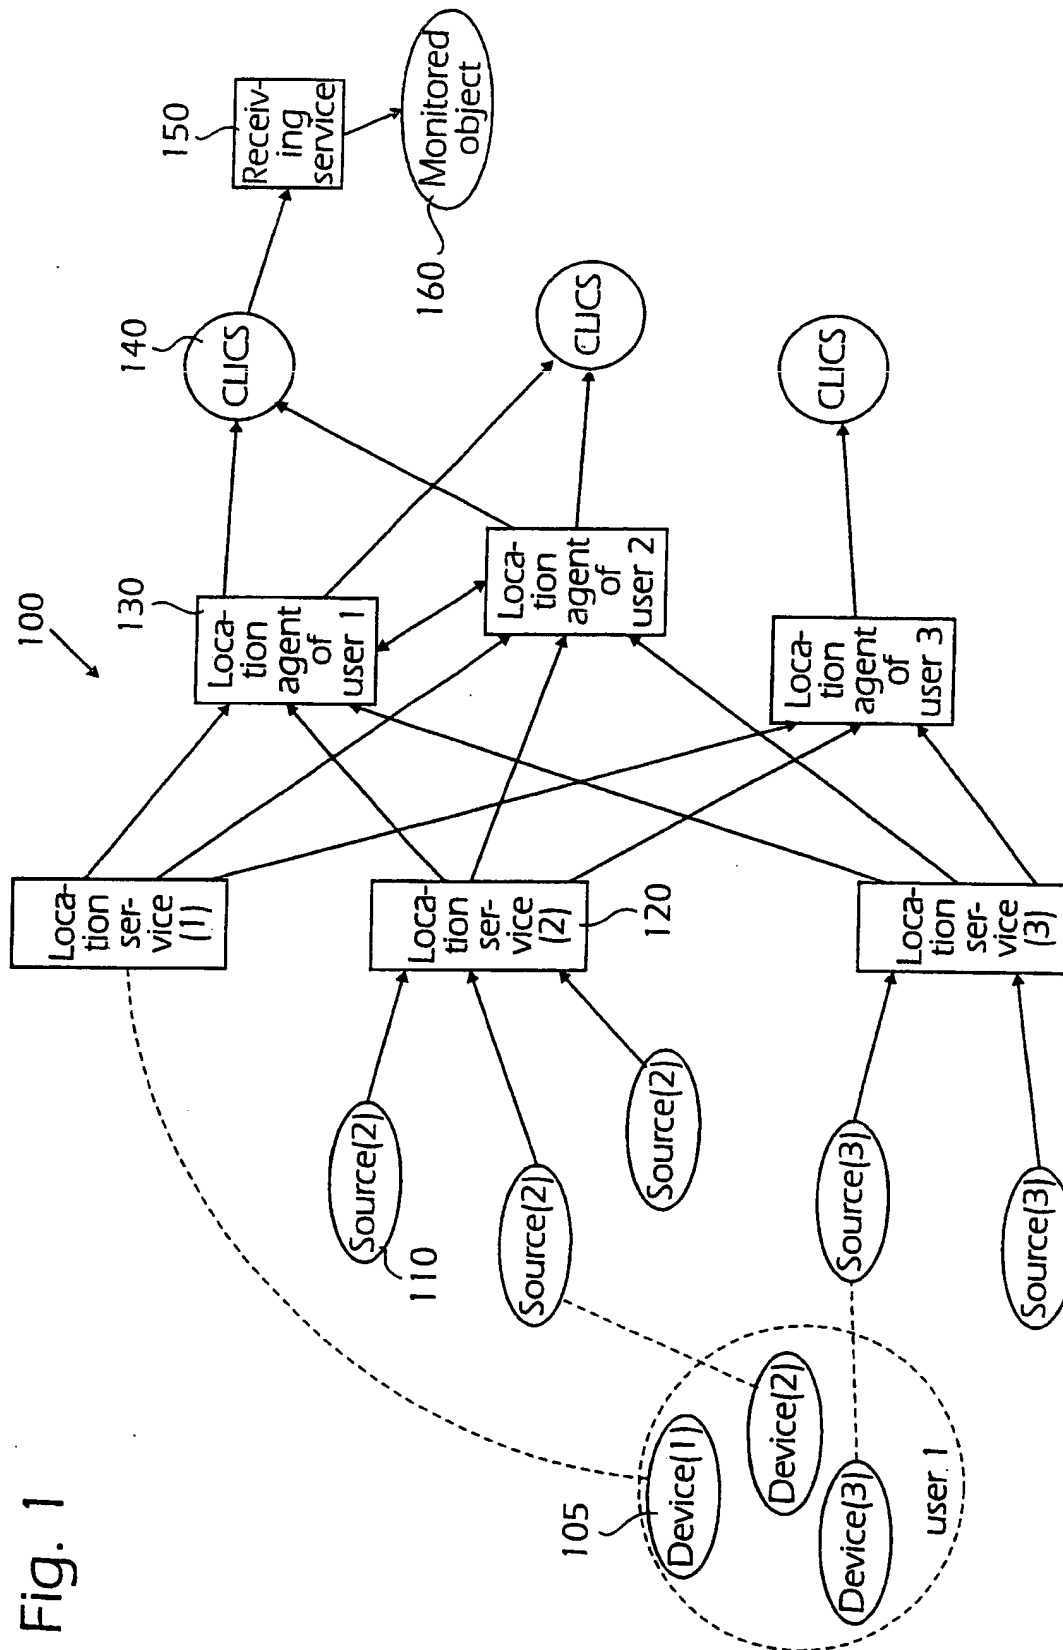 Fig. 1
100
105
Device(1)
Device(2)
Device(3)
user 1
110
Source(2)
Source(2)
Source(2)
Source(3)
Source(3)
Loca-
tion
ser-
vice
(1)
Loca-
tion
ser-
vice
(2)
120
Loca-
tion
ser-
vice
(3)
130
Loca-
tion
agent
of
user 1
Loca-
tion
agent
of
user 2
Loca-
tion
agent
of
user 3
140
CLICS
CLICS
CLICS
150
Receiv-
ing
service
160
Monitored
object